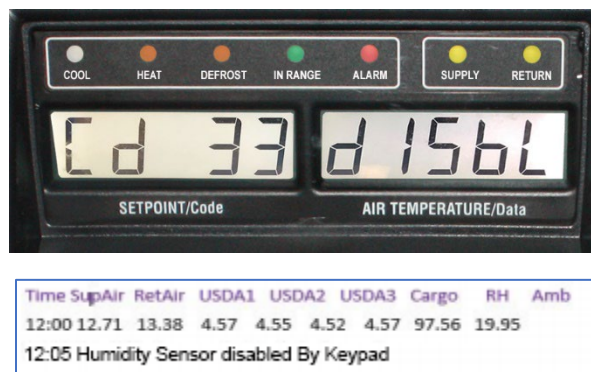 COOL HEAT DEFROST IN RANGE ALARM SUPPLY RETURN
Cd 33 dISbL
SETPOINT/Code AIR TEMPERATURE/Data
Time SupAir RetAir USDA1 USDA2 USDA3 Cargo RH Amb
12:00 12.71 13.38 4.57 4.55 4.52 4.57 97.56 19.95
12:05 Humidity Sensor disabled By Keypad